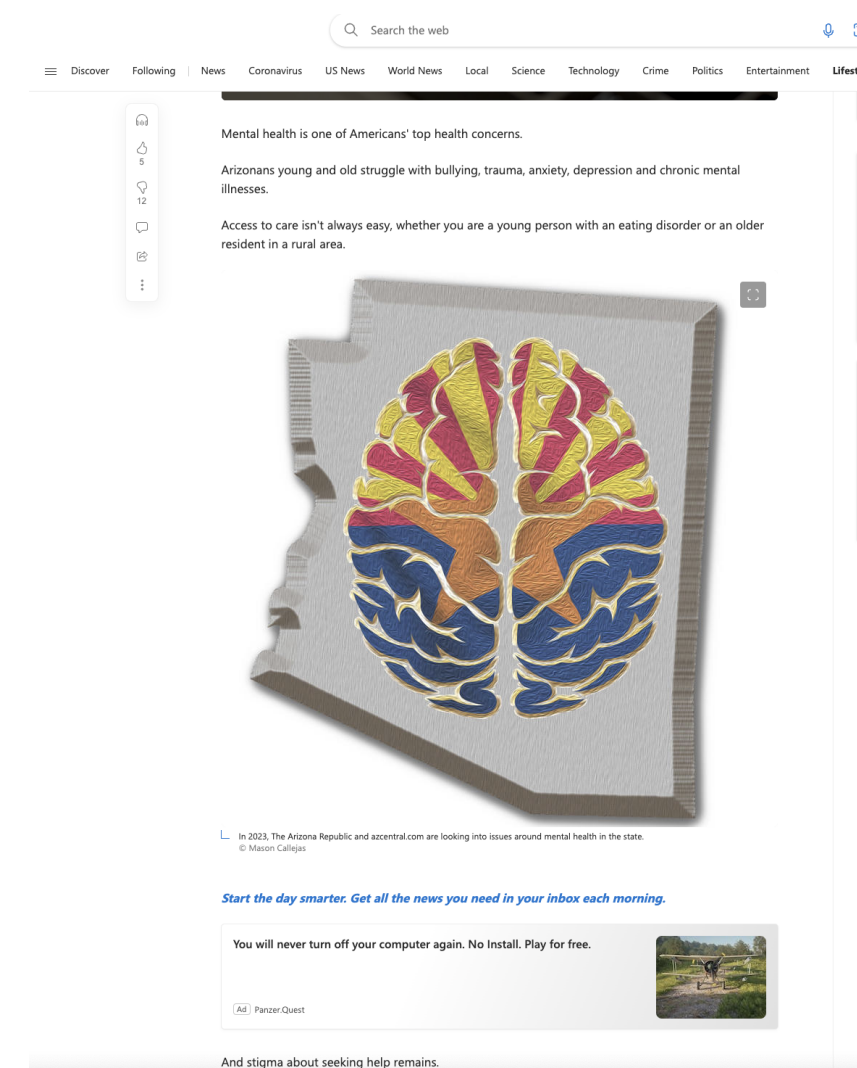 Search the web
Discover Following News Coronavirus US News World News Local Science Technology Crime Politics Entertainment
5
12
Mental health is one of Americans' top health concerns.
Arizonans young and old struggle with bullying, trauma, anxiety, depression and chronic mental
illnesses.
Access to care isn't always easy, whether you are a young person with an eating disorder or an older
resident in a rural area.
In 2023, The Arizona Republic and azcentral.com are looking into issues around mental health in the state.
© Mason Callejas
Start the day smarter. Get all the news you need in your inbox each morning.
You will never turn off your computer again. No Install. Play for free.
Ad Panzer.Quest
And stigma about seeking help remains.